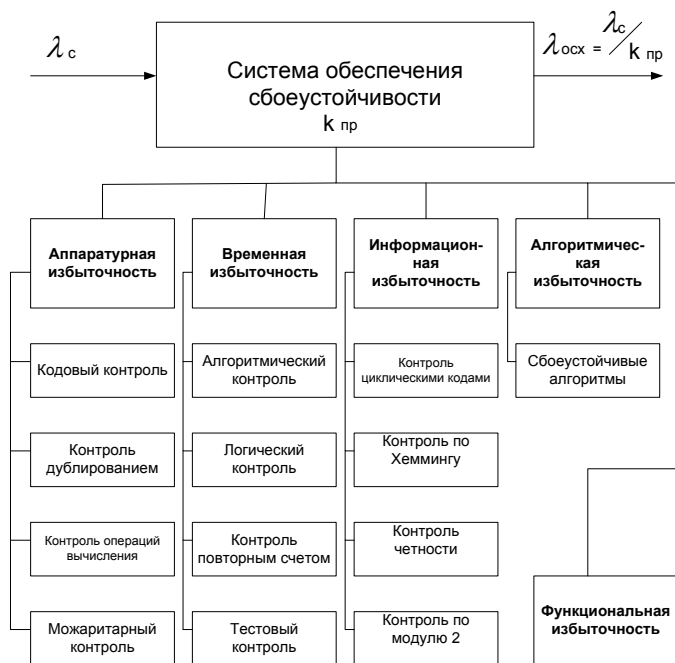 λ с
Система обеспечения
сбоеустойчивости
k пр
λ осх = λс / k пр
Аппаратурная
избыточность
Временная
избыточность
Информацион-
ная
избыточность
Алгоритмичес-
кая
избыточность
Кодовый контроль
Алгоритмический
контроль
Контроль
циклическими кодами
Сбоеустойчивые
алгоритмы
Контроль
дублированием
Логический
контроль
Контроль по
Хеммингу
Контроль операций
вычисления
Контроль
повторным счетом
Контроль
четности
Можаритарный
контроль
Тестовый
контроль
Контроль по
модулю 2
Функциональная
избыточность